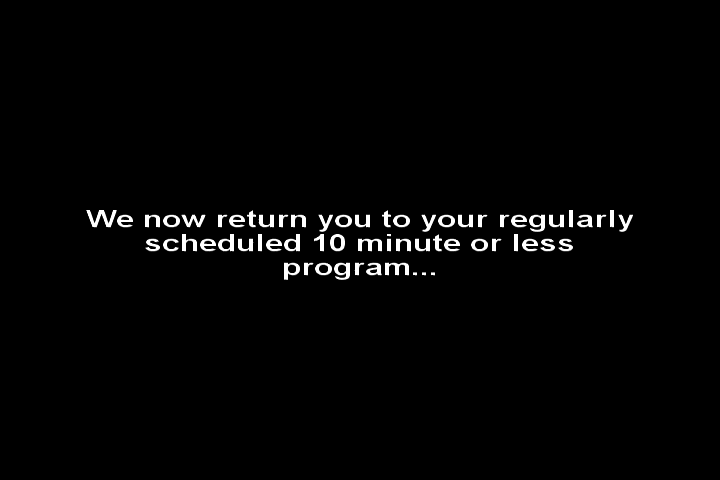 We now return you to your regularly
scheduled 10 minute or less
program...